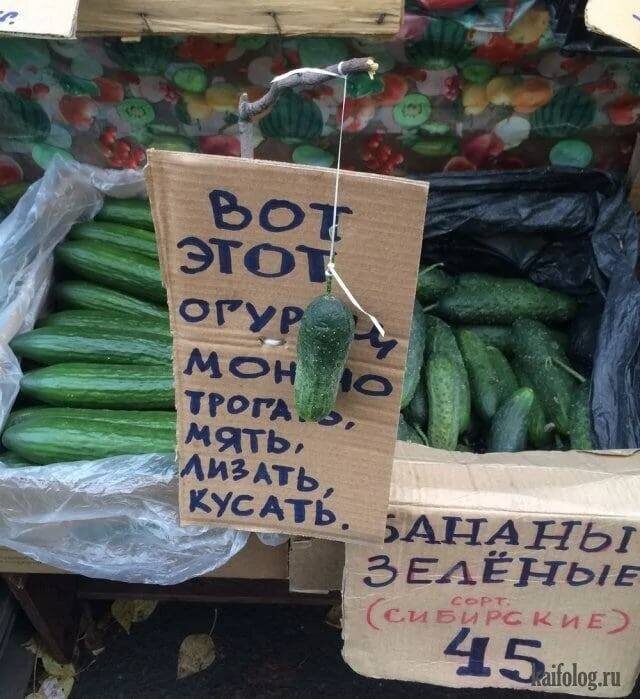 ВОТ
ЭТОТ
ОГУРЕЦ
МОЖНО
ТРОГАТЬ,
МЯТЬ,
ЛИЗАТЬ,
КУСАТЬ.
БАНАНЫ
ЗЕЛЁНЫЕ
СОРТ.
(СИБИРСКИЕ)
45
kaifolog.ru